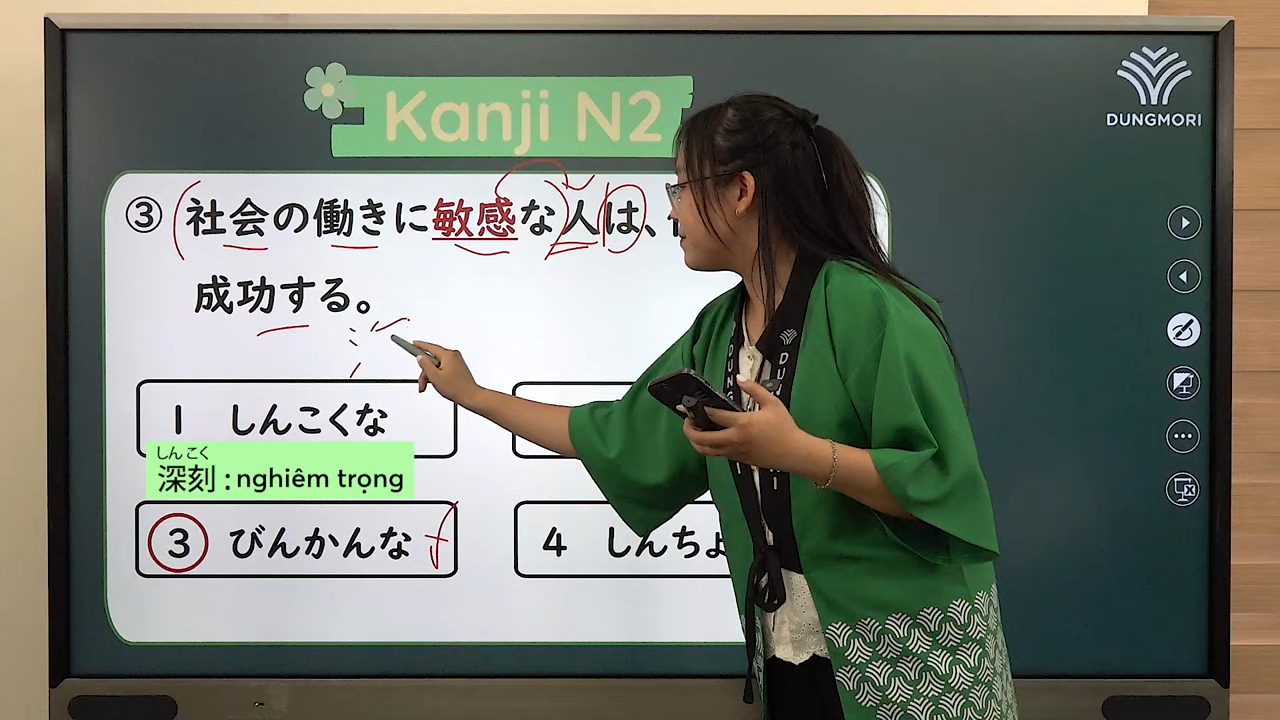 Kanji N2
DUNGMORI
③ 社会の働きに敏感な人は、
成功する。
1 しんこくな
しんこく
深刻 : nghiêm trọng
③ びんかんな
4 しんちょ